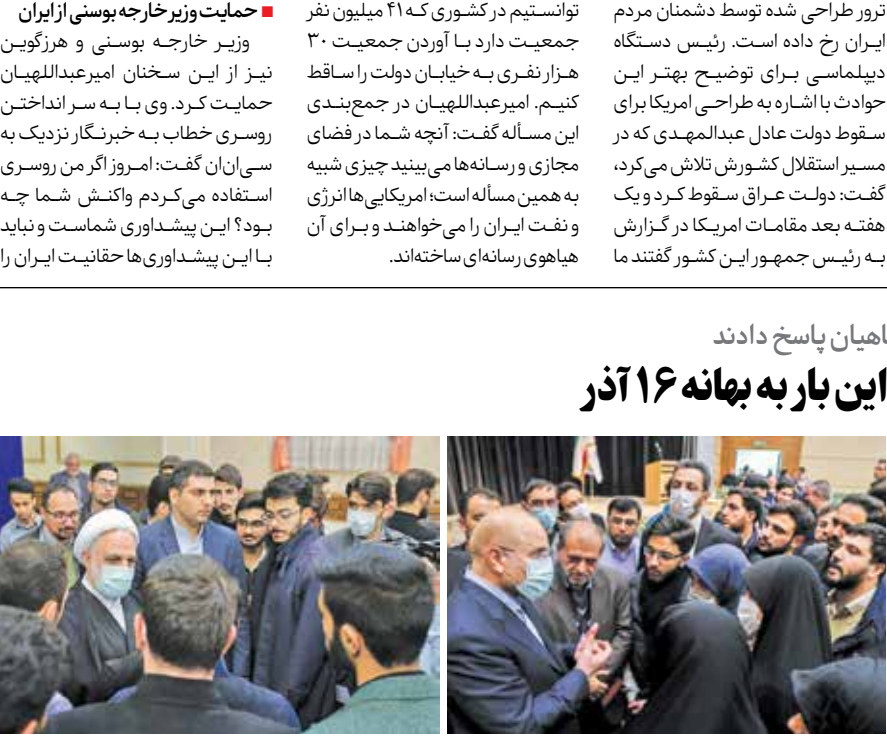 ترور طراحی شده توسط دشمنان مردم
ایران رخ داده است. رئیس دستگاه
دیپلماسی برای توضیح بهتر این
حوادث با اشاره به طراحی امریکا برای
سقوط دولت عادل عبدالمهدی که در
مسیر استقلال کشورش تلاش می‌کرد،
گفت: دولت عراق سقوط کرد و یک
هفته بعد مقامات امریکا در گزارش
به رئیس جمهور این کشور گفتند ما
توانستیم در کشوری که ۴۱ میلیون نفر
جمعیت دارد با آوردن جمعیت ۳۰
هزار نفری به خیابان دولت را ساقط
کنیم. امیرعبداللهیان در جمع‌بندی
این مسأله گفت: آنچه شما در فضای
مجازی و رسانه‌ها می‌بینید چیزی شبیه
به همین مسأله است؛ امریکایی‌ها انرژی
و نفت ایران را می‌خواهند و برای آن
هیاهوی رسانه‌ای ساخته‌اند.
■ حمایت وزیر خارجه بوسنی از ایران
وزیر خارجه بوسنی و هرزگوین
نیز از این سخنان امیرعبداللهیان
حمایت کرد. وی با به سر انداختن
روسری خطاب به خبرنگار نزدیک به
سی‌ان‌ان گفت: امروز اگر من روسری
استفاده می‌کردم واکنش شما چه
بود؟ این پیشداوری شماست و نباید
با این پیشداوری‌ها حقانیت ایران را
اهیان پاسخ دادند
این بار به بهانه ۱۶ آذر